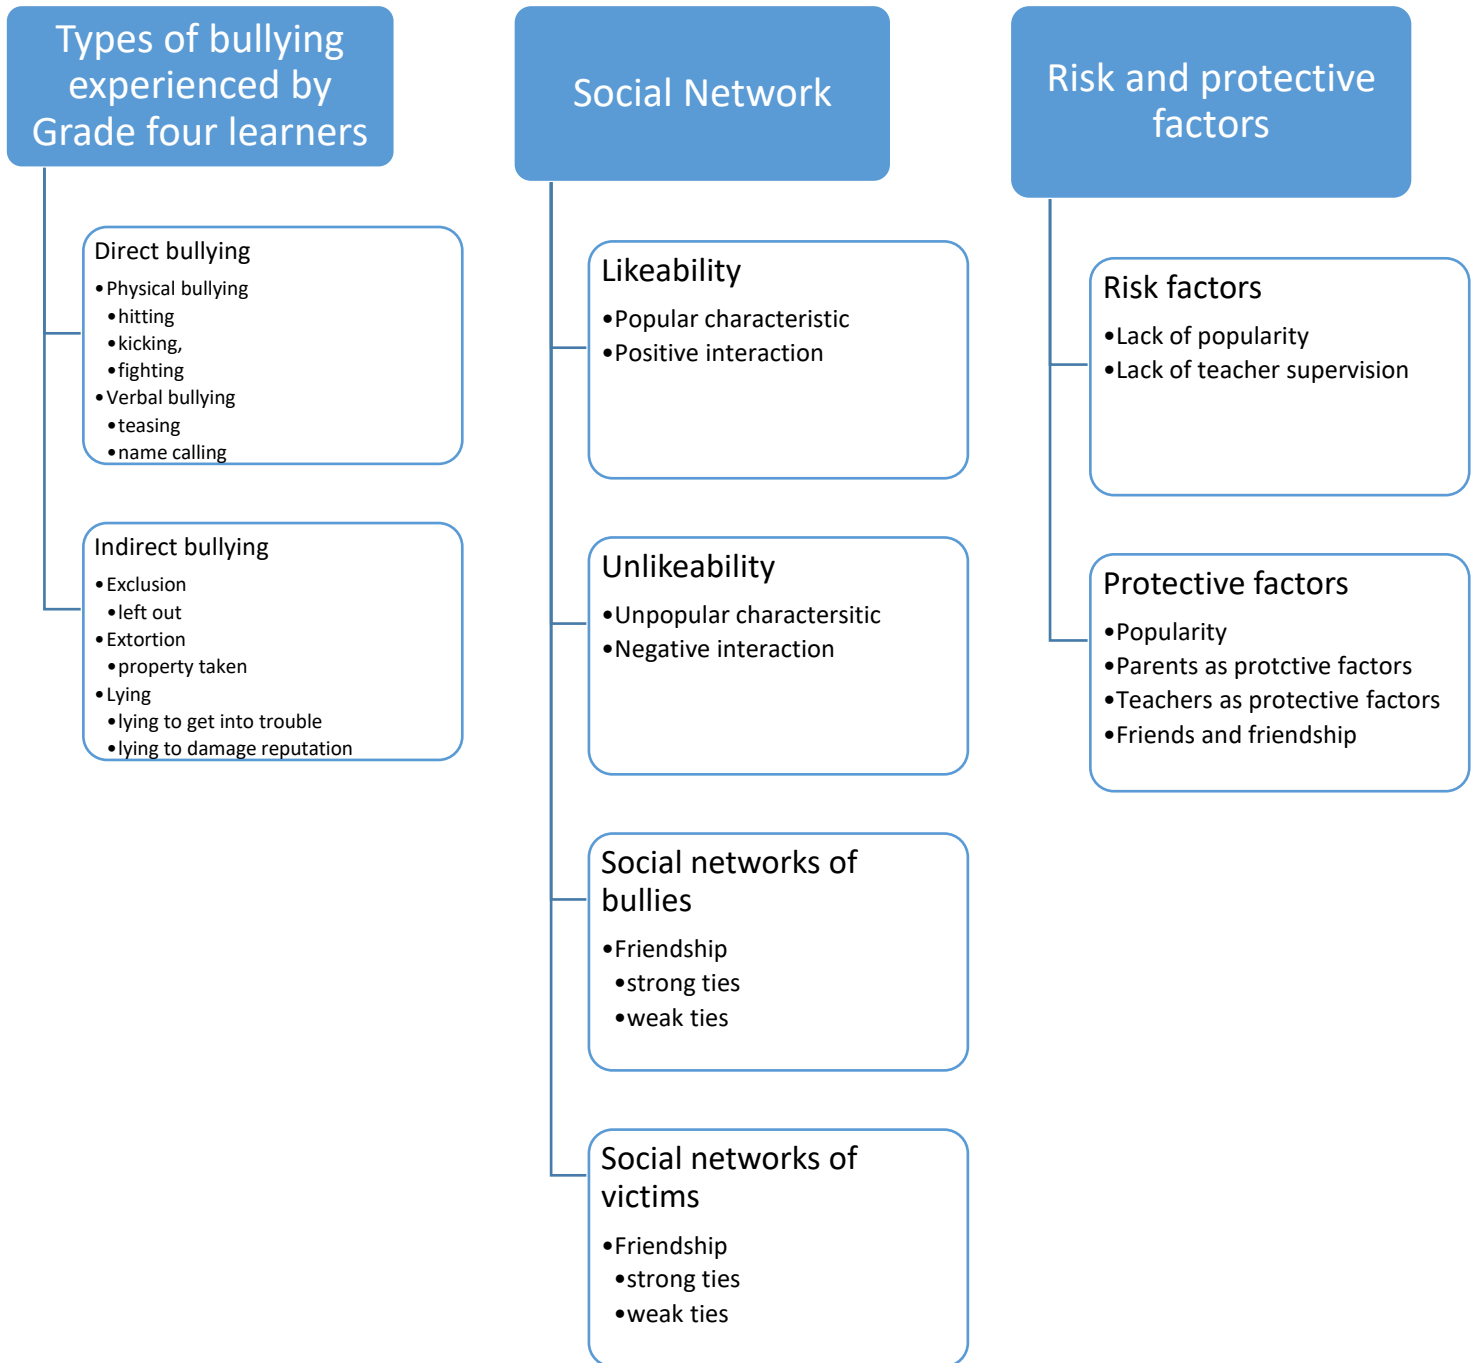 Types of bullying
experienced by
Grade four learners
Direct bullying
•Physical bullying
•hitting
•kicking,
•fighting
•Verbal bullying
•teasing
•name calling
Indirect bullying
•Exclusion
•left out
•Extortion
•property taken
•Lying
•lying to get into trouble
•lying to damage reputation
Social Network
Likeability
•Popular characteristic
•Positive interaction
Unlikeability
•Unpopular charactersitic
•Negative interaction
Social networks of
bullies
•Friendship
•strong ties
•weak ties
Social networks of
victims
•Friendship
•strong ties
•weak ties
Risk and protective
factors
Risk factors
•Lack of popularity
•Lack of teacher supervision
Protective factors
•Popularity
•Parents as protctive factors
•Teachers as protective factors
•Friends and friendship